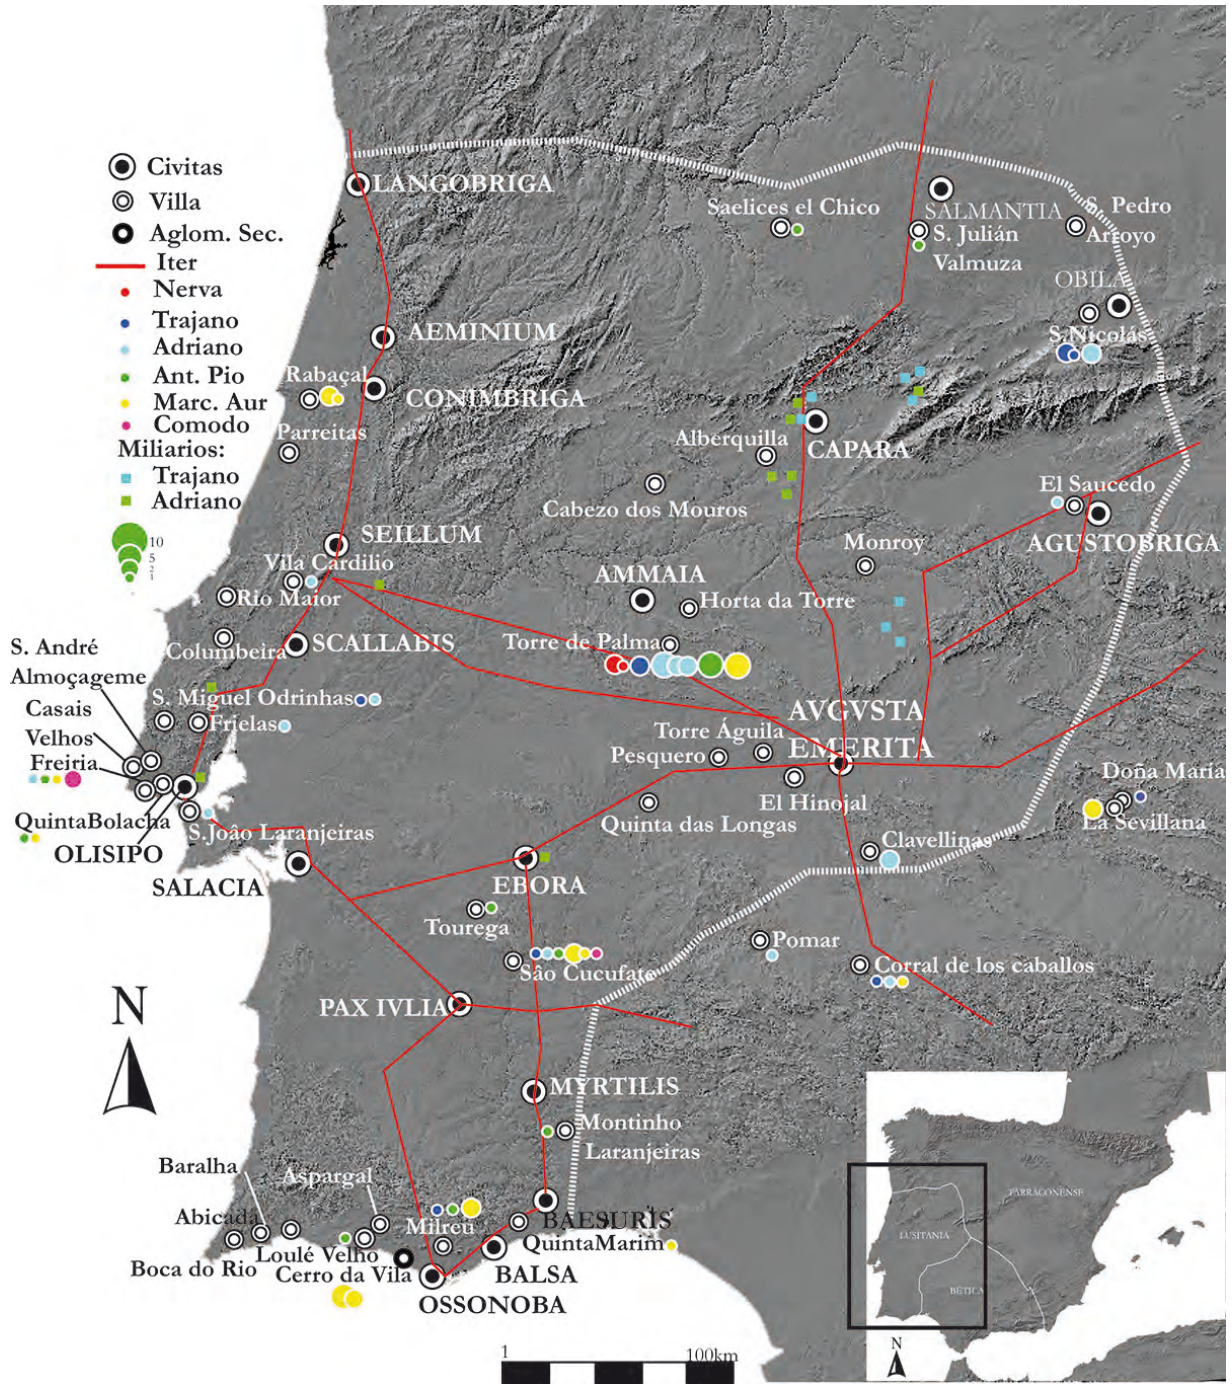 Civitas
Villa
Aglom. Sec.
Iter
Nerva
Trajano
Adriano
Ant. Pio
Marc. Aur
Comodo
Miliarios:
Trajano
Adriano
10
5
2
1
LANGOBRIGA
Saelices el Chico
SALMANTIA
S. Julián
Valmuza
S. Pedro
Arroyo
OBILA
S.Nicolás
AEMINIUM
Rabaçal
CONIMBRIGA
Parreitas
Alberquilla
CAPARA
Cabezo dos Mouros
El Saucedo
AGUSTOBRIGA
SEILLUM
Vila Cardilio
Rio Maior
Monroy
AMMAIA
Horta da Torre
Columbeira
SCALLABIS
Torre de Palma
S. André
Almoçageme
Casais
Velhos
Freiria
S. Miguel Odrinhas
Frielas
AVGVSTA
EMERITA
Torre Águila
Pesquero
El Hinojal
Quinta das Longas
Doña Maria
La Sevillana
QuintaBolacha
OLISIPO
S.Joâo Laranjeiras
SALACIA
Clavellinas
EBORA
Tourega
Pomar
Sâo Cucufate
Corral de los caballos
N
PAX IVLIA
MYRTILIS
Montinho
Laranjeiras
Baralha
Aspargal
Abicada
Milreu
BAESURIS
Boca do Rio
Loulé Velho
QuintaMarim
Cerro da Vila
BALSA
OSSONOBA
1
100km
TARRACONENSE
LUSITANIA
BETICA
N